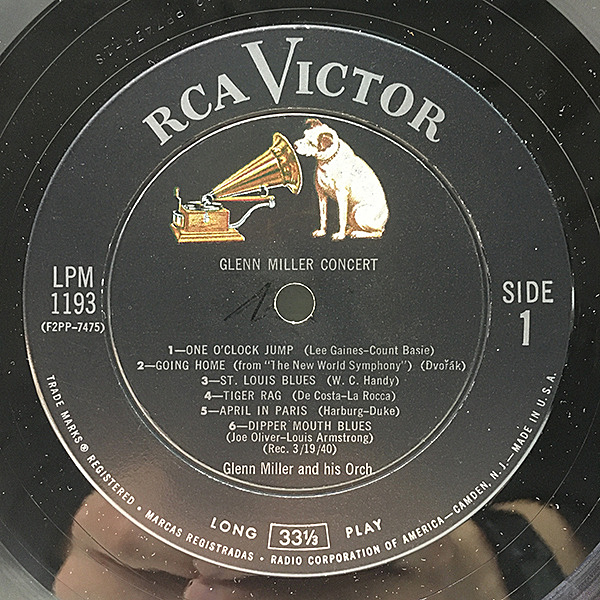 RCA VICTOR
GLENN MILLER CONCERT
LPM
1193
(F2PP-7475)
SIDE
1
1—ONE O'CLOCK JUMP (Lee Gaines-Count Basie)
2—GOING HOME (from "The New World Symphony") (Dvořák)
3—ST. LOUIS BLUES (W. C. Handy)
4—TIGER RAG (De Costa-La Rocca)
5—APRIL IN PARIS (Harburg-Duke)
6—DIPPER MOUTH BLUES
(Joe Oliver-Louis Armstrong)
(Rec. 3/19/40)
Glenn Miller and his Orch.
LONG 33⅓ PLAY
TRADE MARKS ® REGISTERED • MARCAS REGISTRADAS • RADIO CORPORATION OF AMERICA—CAMDEN, N.J.—MADE IN U.S.A.